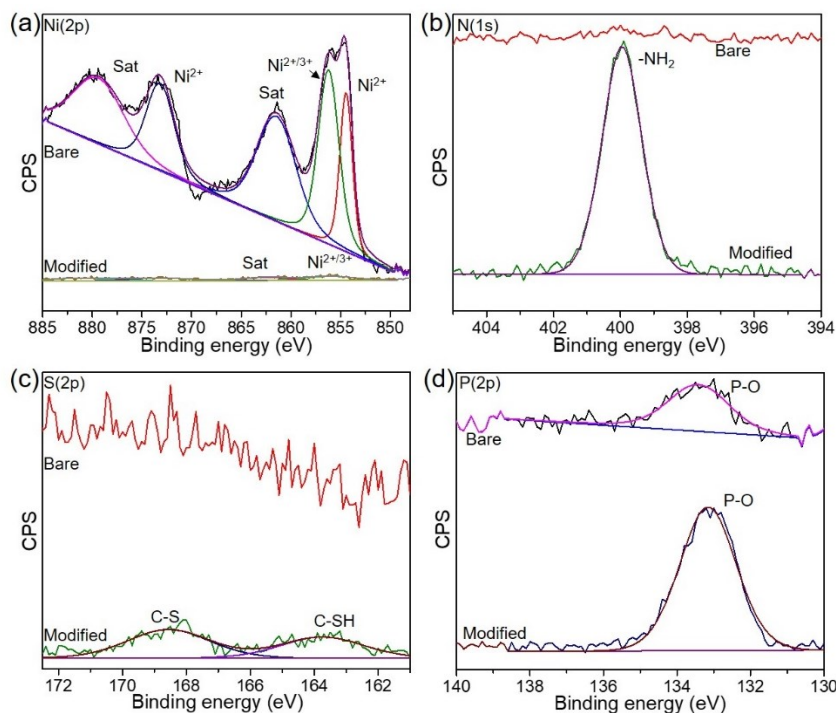 (a) Ni(2p)
Sat
Ni2+
Ni2+/3+
Sat
Ni2+
Bare
CPS
Modified
Sat
Ni2+/3+
885 880 875 870 865 860 855 850
Binding energy (eV)
(b) N(1s)
Bare
-NH2
CPS
Modified
404 402 400 398 396 394
Binding energy (eV)
(c) S(2p)
Bare
CPS
C-S
C-SH
Modified
172 170 168 166 164 162
Binding energy (eV)
(d) P(2p)
P-O
Bare
CPS
P-O
Modified
140 138 136 135 133 132 130
Binding energy (eV)